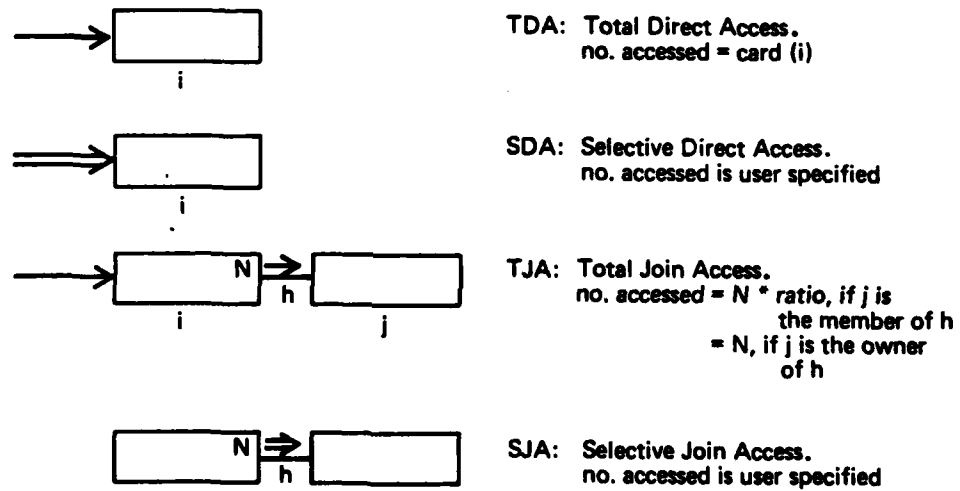 TDA: Total Direct Access.
no. accessed = card (i)
i
SDA: Selective Direct Access.
no. accessed is user specified
i
N
h
i
j
TJA: Total Join Access.
no. accessed = N * ratio, if j is
the member of h
= N, if j is the owner
of h
N
h
SJA: Selective Join Access.
no. accessed is user specified